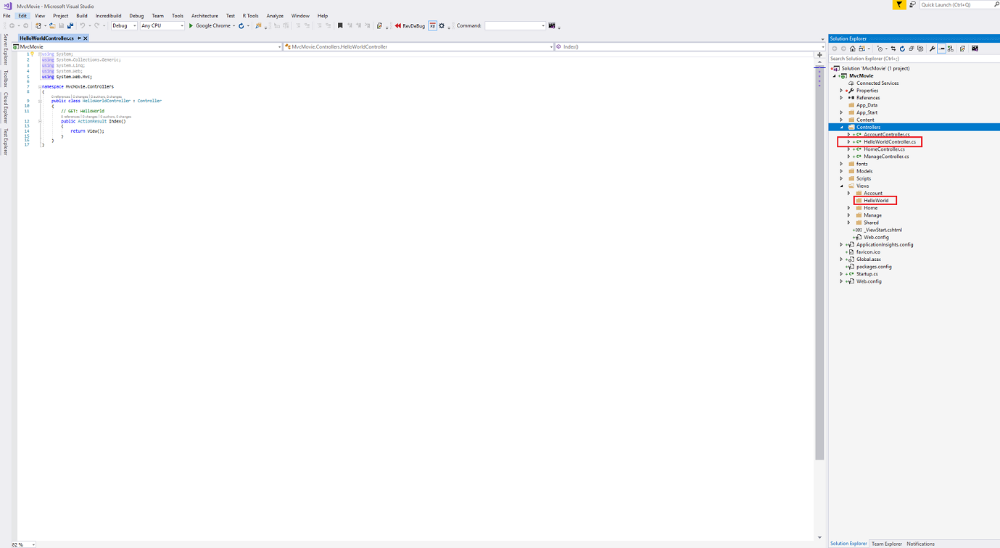 MvcMovie - Microsoft Visual Studio
Quick Launch (Ctrl+Q)
File Edit View Project Build Incredibuild Debug Team Tools Architecture Test R Tools Analyze Window Help
Debug Any CPU Google Chrome RevDeBug xy Command:
Server Explorer
Toolbox
Cloud Explorer
Test Explorer
HelloWorldController.cs
MvcMovie MvcMovie.Controllers.HelloWorldController Index()
1 using System;
2 using System.Collections.Generic;
3 using System.Linq;
4 using System.Web;
5 using System.Web.Mvc;
6
7 namespace MvcMovie.Controllers
8 {
0 references | 0 changes | 0 authors, 0 changes
9 public class HelloWorldController : Controller
10 {
11 // GET: HelloWorld
0 references | 0 changes | 0 authors, 0 changes
12 public ActionResult Index()
13 {
14 return View();
15 }
16 }
17 }
82 %
Solution Explorer
Search Solution Explorer (Ctrl+;)
Solution 'MvcMovie' (1 project)
MvcMovie
Connected Services
Properties
References
App_Data
App_Start
Content
Controllers
AccountController.cs
HelloWorldController.cs
HomeController.cs
ManageController.cs
fonts
Models
Scripts
Views
Account
HelloWorld
Home
Manage
Shared
_ViewStart.cshtml
Web.config
ApplicationInsights.config
favicon.ico
Global.asax
packages.config
Startup.cs
Web.config
Solution Explorer Team Explorer Notifications